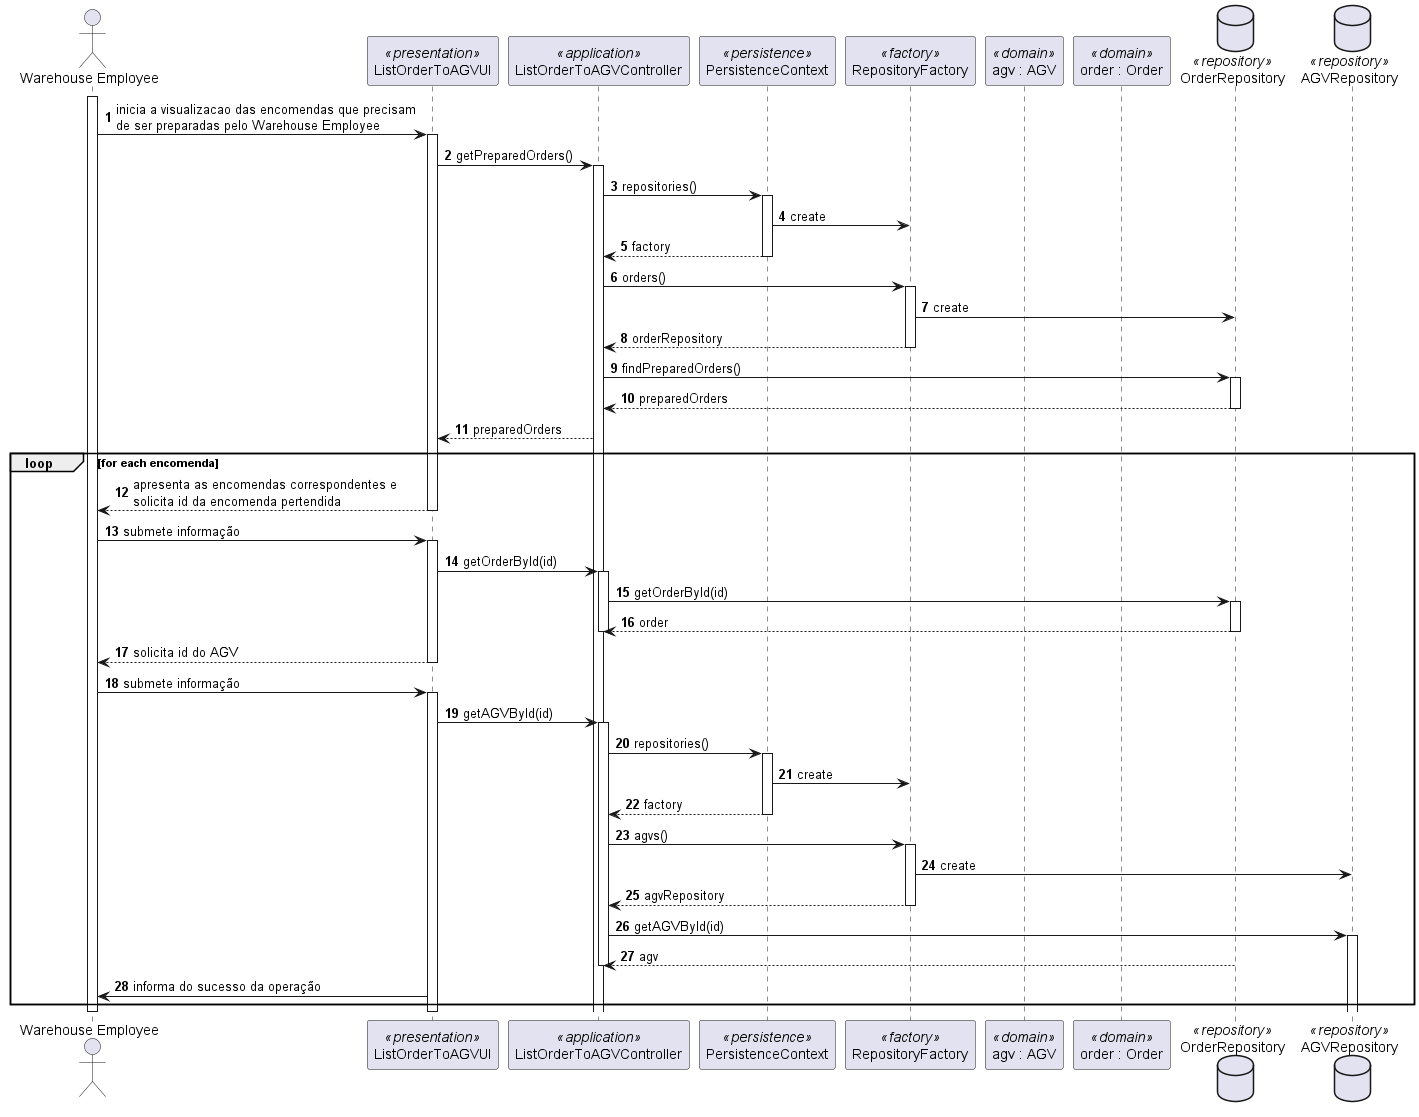 Warehouse Employee
«presentation»
ListOrderToAGVUI
«application»
ListOrderToAGVController
«persistence»
PersistenceContext
«factory»
RepositoryFactory
«domain»
agv : AGV
«domain»
order : Order
«repository»
OrderRepository
«repository»
AGVRepository
1 inicia a visualizacao das encomendas que precisam
de ser preparadas pelo Warehouse Employee
2 getPreparedOrders()
3 repositories()
4 create
5 factory
6 orders()
7 create
8 orderRepository
9 findPreparedOrders()
10 preparedOrders
11 preparedOrders
loop [for each encomenda]
12 apresenta as encomendas correspondentes e
solicita id da encomenda pertendida
13 submete informação
14 getOrderById(id)
15 getOrderById(id)
16 order
17 solicita id do AGV
18 submete informação
19 getAGVById(id)
20 repositories()
21 create
22 factory
23 agvs()
24 create
25 agvRepository
26 getAGVById(id)
27 agv
28 informa do sucesso da operação
Warehouse Employee
«presentation»
ListOrderToAGVUI
«application»
ListOrderToAGVController
«persistence»
PersistenceContext
«factory»
RepositoryFactory
«domain»
agv : AGV
«domain»
order : Order
«repository»
OrderRepository
«repository»
AGVRepository